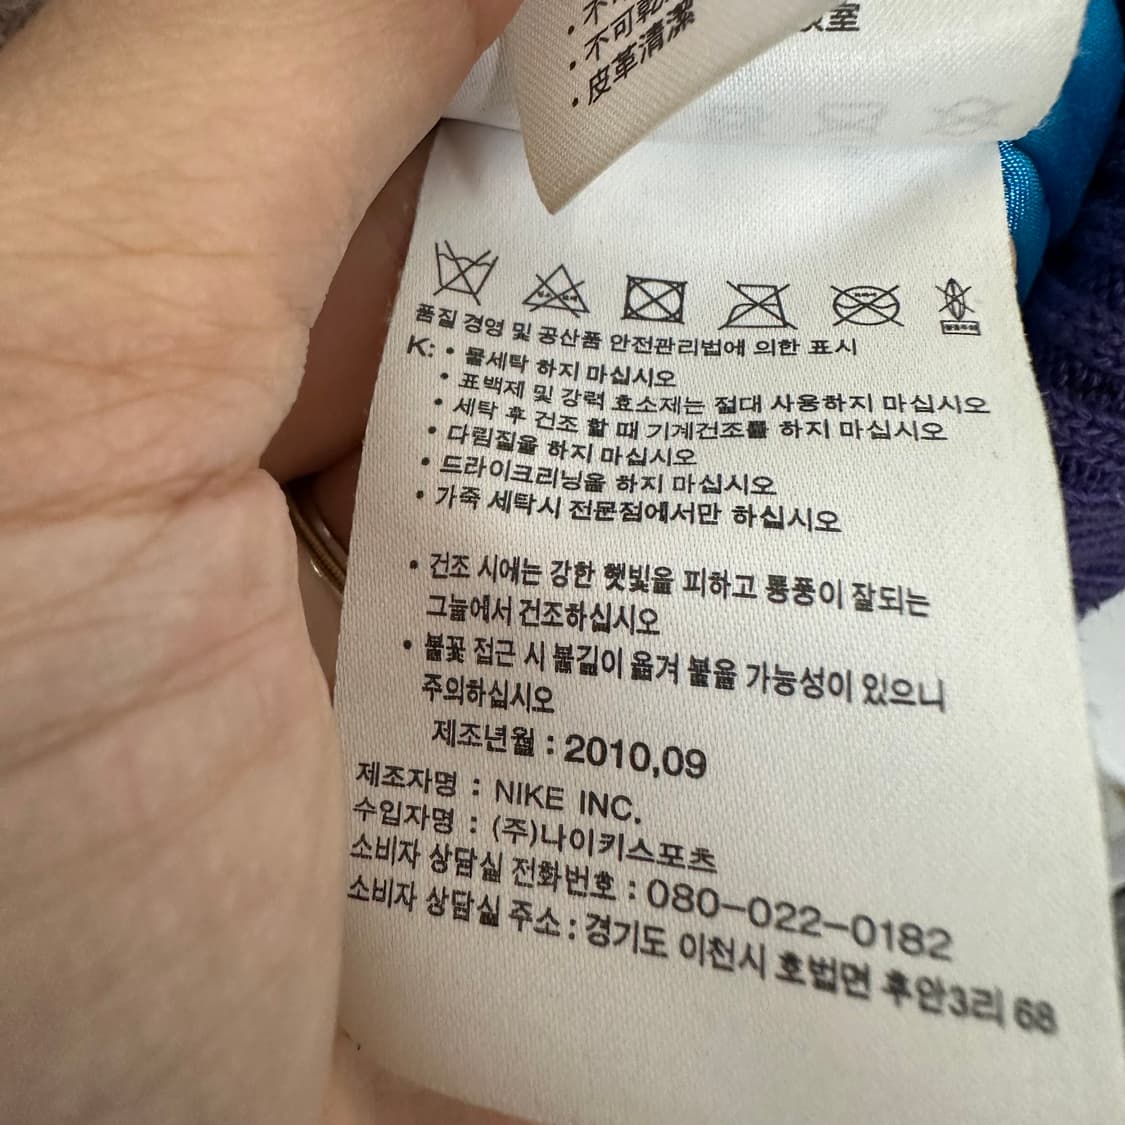 • 不可乾
• 皮革清潔
室
품질 경영 및 공산품 안전관리법에 의한 표시
K: • 물세탁 하지 마십시오
• 표백제 및 강력 효소제는 절대 사용하지 마십시오
• 세탁 후 건조 할 때 기계건조를 하지 마십시오
• 다림질을 하지 마십시오
• 드라이크리닝을 하지 마십시오
• 가죽 세탁시 전문점에서만 하십시오
• 건조 시에는 강한 햇빛을 피하고 통풍이 잘되는
그늘에서 건조하십시오
• 불꽃 접근 시 불길이 옮겨 붙을 가능성이 있으니
주의하십시오
제조년월 : 2010,09
제조자명 : NIKE INC.
수입자명 : (주)나이키스포츠
소비자 상담실 전화번호 : 080-022-0182
소비자 상담실 주소 : 경기도 이천시 호법면 후안3리 68